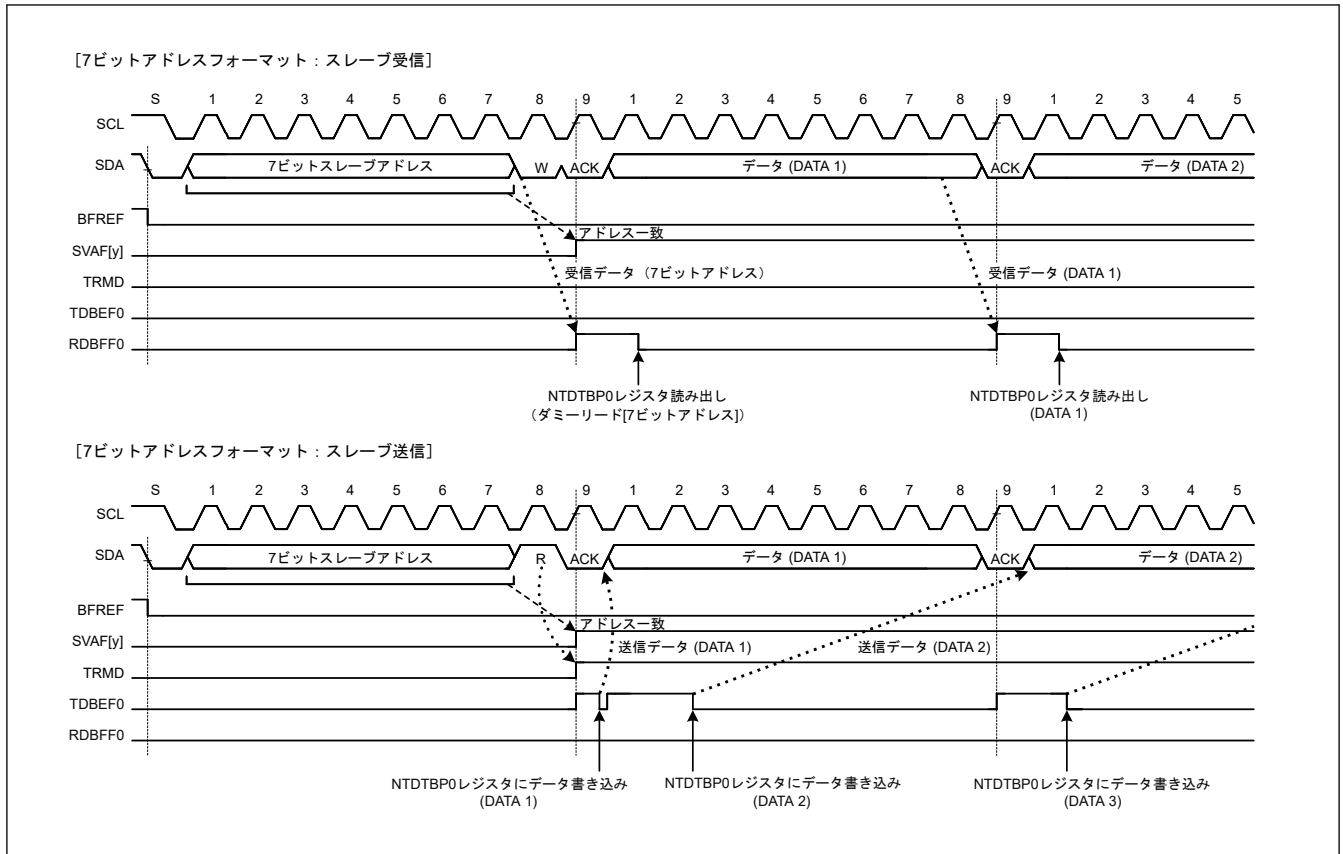 [7ビットアドレスフォーマット：スレーブ受信]
S 1 2 3 4 5 6 7 8 9 1 2 3 4 5 6 7 8 9 1 2 3 4 5
SCL
SDA 7ビットスレーブアドレス W ACK データ (DATA 1) ACK データ (DATA 2)
BFREF
アドレス一致
SVAF[y]
受信データ（7ビットアドレス） 受信データ (DATA 1)
TRMD
TDBEF0
RDBFF0
NTDTBP0レジスタ読み出し NTDTBP0レジスタ読み出し
（ダミーリード[7ビットアドレス]） (DATA 1)
[7ビットアドレスフォーマット：スレーブ送信]
S 1 2 3 4 5 6 7 8 9 1 2 3 4 5 6 7 8 9 1 2 3 4 5
SCL
SDA 7ビットスレーブアドレス R ACK データ (DATA 1) ACK データ (DATA 2)
BFREF
アドレス一致
SVAF[y] 送信データ (DATA 1) 送信データ (DATA 2)
TRMD
TDBEF0
RDBFF0
NTDTBP0レジスタにデータ書き込み NTDTBP0レジスタにデータ書き込み NTDTBP0レジスタにデータ書き込み
(DATA 1) (DATA 2) (DATA 3)